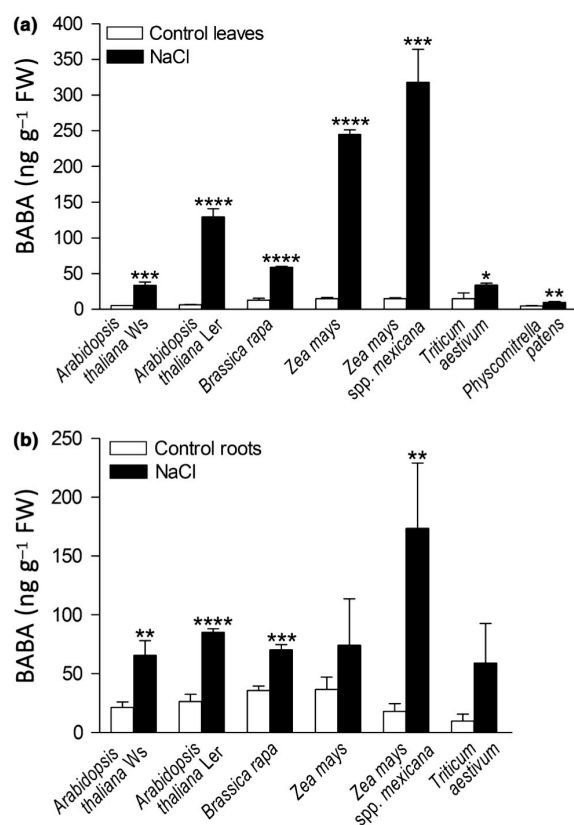 (a)
Control leaves
NaCl
BABA (ng g⁻¹ FW)
400
350
300
250
200
150
100
50
0
***
****
****
****
***
*
**
Arabidopsis
thaliana Ws
Arabidopsis
thaliana Ler
Brassica rapa
Zea mays
Zea mays
spp. mexicana
Triticum
aestivum
Physcomitrella
patens
(b)
Control roots
NaCl
BABA (ng g⁻¹ FW)
250
200
150
100
50
0
**
****
***
**
Arabidopsis
thaliana Ws
Arabidopsis
thaliana Ler
Brassica rapa
Zea mays
Zea mays
spp. mexicana
Triticum
aestivum